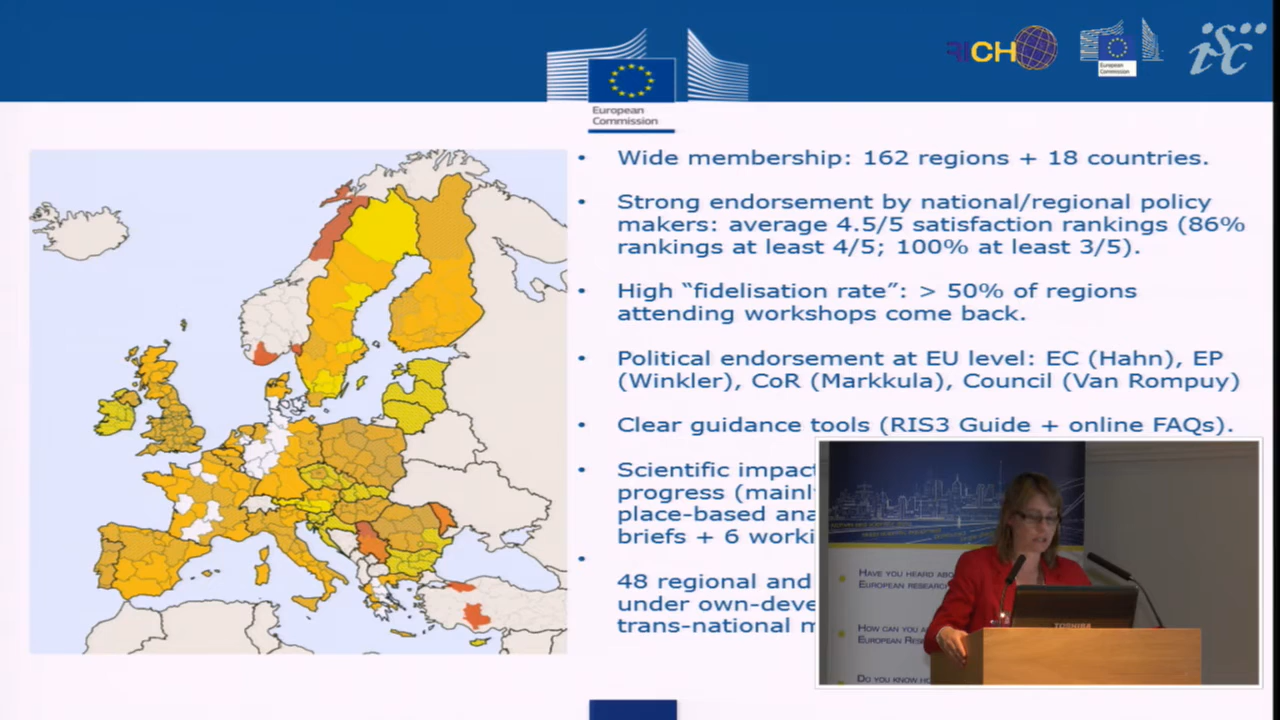 RICH
European
Commission
iSC
European
Commission
Wide membership: 162 regions + 18 countries.
Strong endorsement by national/regional policy
makers: average 4.5/5 satisfaction rankings (86%
rankings at least 4/5; 100% at least 3/5).
High “fidelisation rate”: > 50% of regions
attending workshops come back.
Political endorsement at EU level: EC (Hahn), EP
(Winkler), CoR (Markkula), Council (Van Rompuy)
Clear guidance tools (RIS3 Guide + online FAQs).
Scientific impact
progress (mainl
place-based ana
briefs + 6 worki
48 regional and
under own-deve
trans-national m
HAVE YOU HEARD ABO
EUROPEAN RESEARC
HOW CAN YOU A
EUROPEAN RES
DO YOU KNOW HO
TOSHIBA